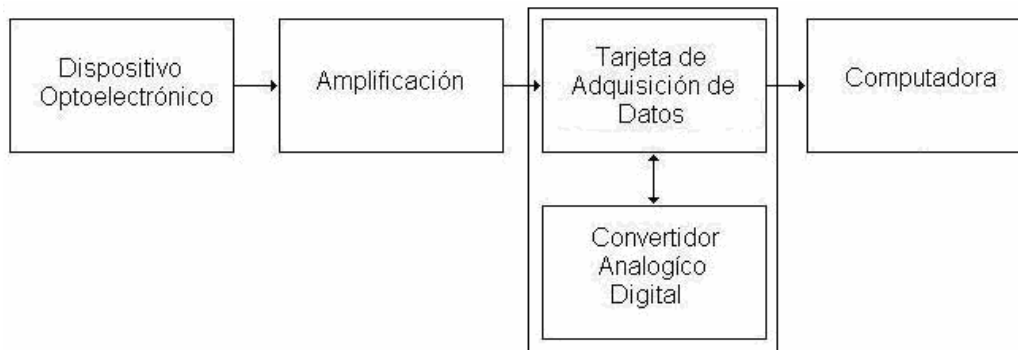 Dispositivo
Optoelectrónico
Amplificación
Tarjeta de
Adquisición de
Datos
Computadora
Convertidor
Analogíco
Digital